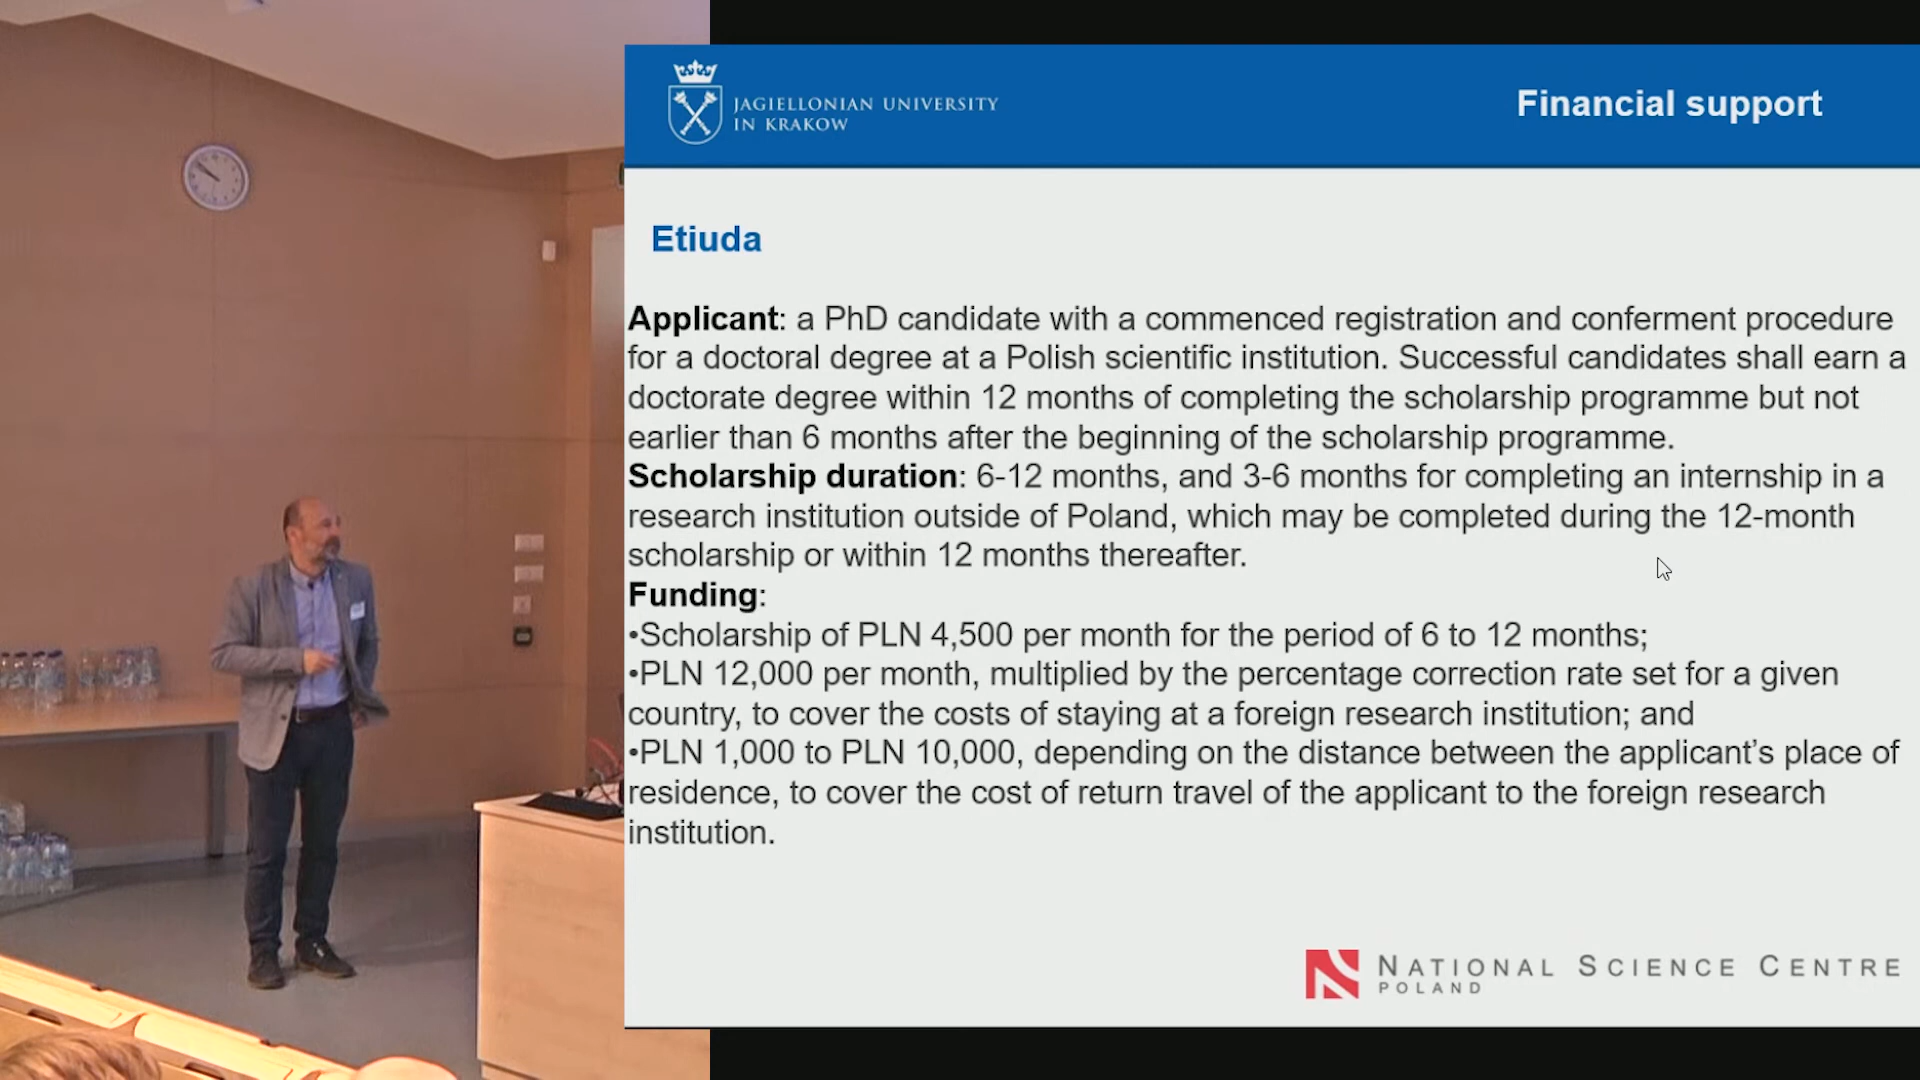 JAGIELLONIAN UNIVERSITY
IN KRAKOW
Financial support
Etiuda
Applicant: a PhD candidate with a commenced registration and conferment procedure
for a doctoral degree at a Polish scientific institution. Successful candidates shall earn a
doctorate degree within 12 months of completing the scholarship programme but not
earlier than 6 months after the beginning of the scholarship programme.
Scholarship duration: 6-12 months, and 3-6 months for completing an internship in a
research institution outside of Poland, which may be completed during the 12-month
scholarship or within 12 months thereafter.
Funding:
•Scholarship of PLN 4,500 per month for the period of 6 to 12 months;
•PLN 12,000 per month, multiplied by the percentage correction rate set for a given
country, to cover the costs of staying at a foreign research institution; and
•PLN 1,000 to PLN 10,000, depending on the distance between the applicant’s place of
residence, to cover the cost of return travel of the applicant to the foreign research
institution.
NATIONAL SCIENCE CENTRE
POLAND